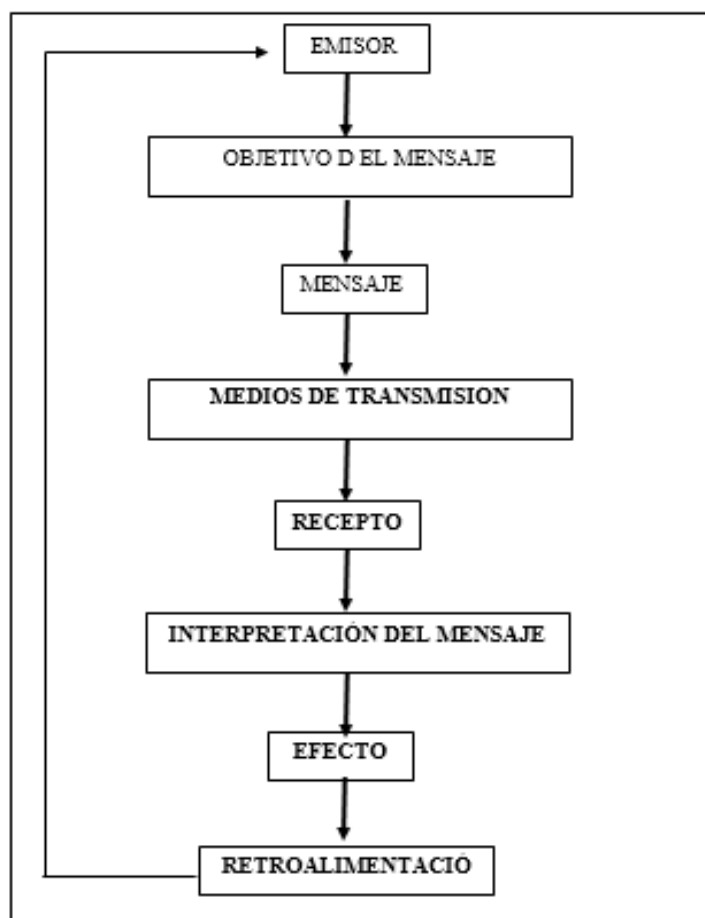 EMISOR
OBJETIVO D EL MENSAJE
MENSAJE
MEDIOS DE TRANSMISION
RECEPTO
INTERPRETACIÓN DEL MENSAJE
EFECTO
RETROALIMENTACIÓ